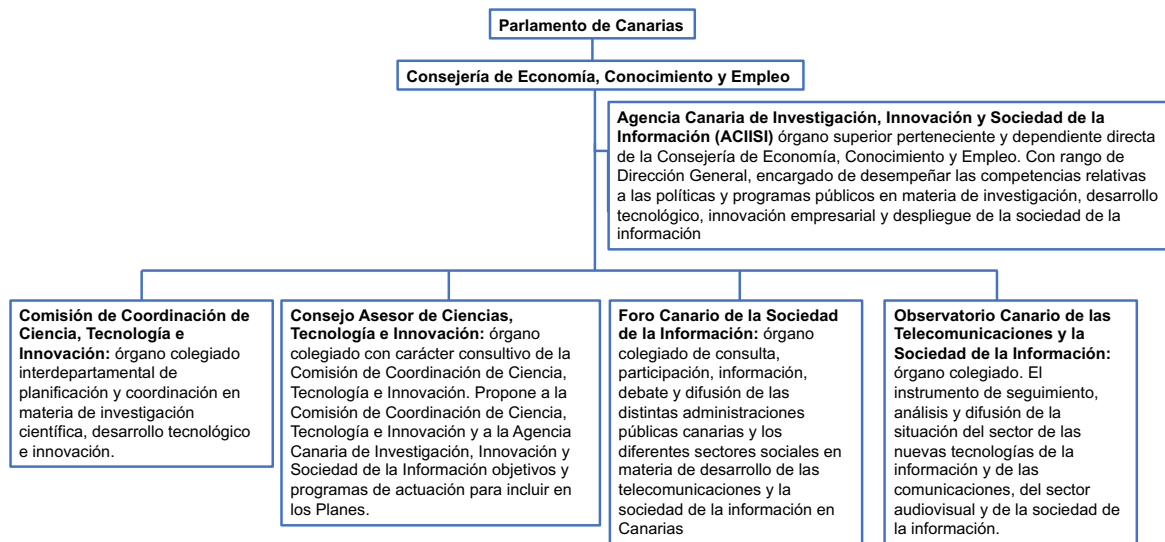 Parlamento de Canarias
Consejería de Economía, Conocimiento y Empleo
Agencia Canaria de Investigación, Innovación y Sociedad de la
Información (ACIISI) órgano superior perteneciente y dependiente directa
de la Consejería de Economía, Conocimiento y Empleo. Con rango de
Dirección General, encargado de desempeñar las competencias relativas
a las políticas y programas públicos en materia de investigación, desarrollo
tecnológico, innovación empresarial y despliegue de la sociedad de la
información
Comisión de Coordinación de
Ciencia, Tecnología e
Innovación: órgano colegiado
interdepartamental de
planificación y coordinación en
materia de investigación
científica, desarrollo tecnológico
e innovación.
Consejo Asesor de Ciencias,
Tecnología e Innovación: órgano
colegiado con carácter consultivo de la
Comisión de Coordinación de Ciencia,
Tecnología e Innovación. Propone a la
Comisión de Coordinación de Ciencia,
Tecnología e Innovación y a la Agencia
Canaria de Investigación, Innovación y
Sociedad de la Información objetivos y
programas de actuación para incluir en
los Planes.
Foro Canario de la Sociedad
de la Información: órgano
colegiado de consulta,
participación, información,
debate y difusión de las
distintas administraciones
públicas canarias y los
diferentes sectores sociales en
materia de desarrollo de las
telecomunicaciones y la
sociedad de la información en
Canarias
Observatorio Canario de las
Telecomunicaciones y la
Sociedad de la Información:
órgano colegiado. El
instrumento de seguimiento,
análisis y difusión de la
situación del sector de las
nuevas tecnologías de la
información y de las
comunicaciones, del sector
audiovisual y de la sociedad de
la información.